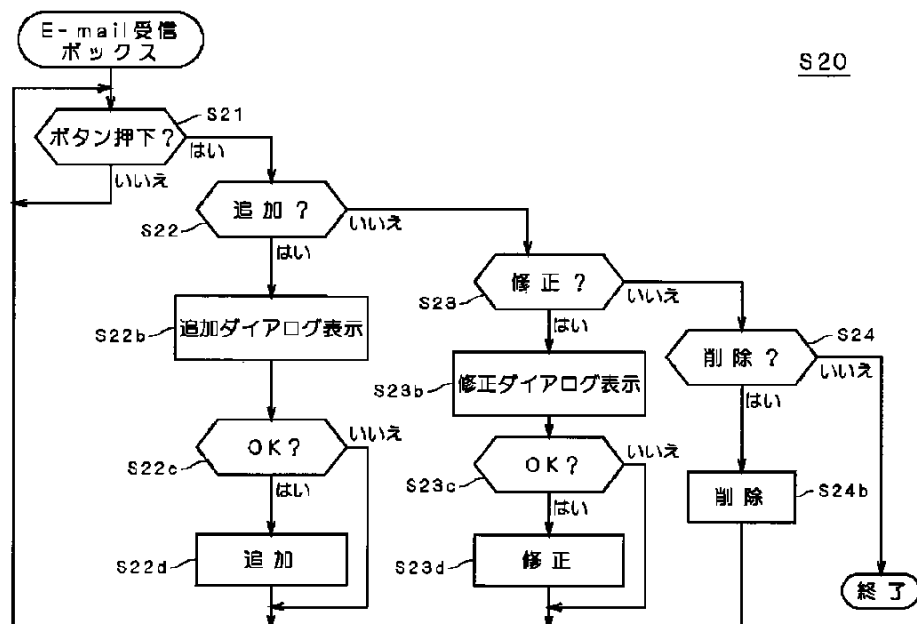 E-mail受信
ボックス
S20
S21
ボタン押下？
はい
いいえ
追加？
S22
いいえ
はい
修正？
S23
いいえ
はい
S22b
追加ダイアログ表示
S24
削除？
いいえ
はい
S23b
修正ダイアログ表示
OK？
いいえ
S22c
はい
OK？
いいえ
S23c
はい
削除
S24b
追加
S22d
修正
S23d
終了